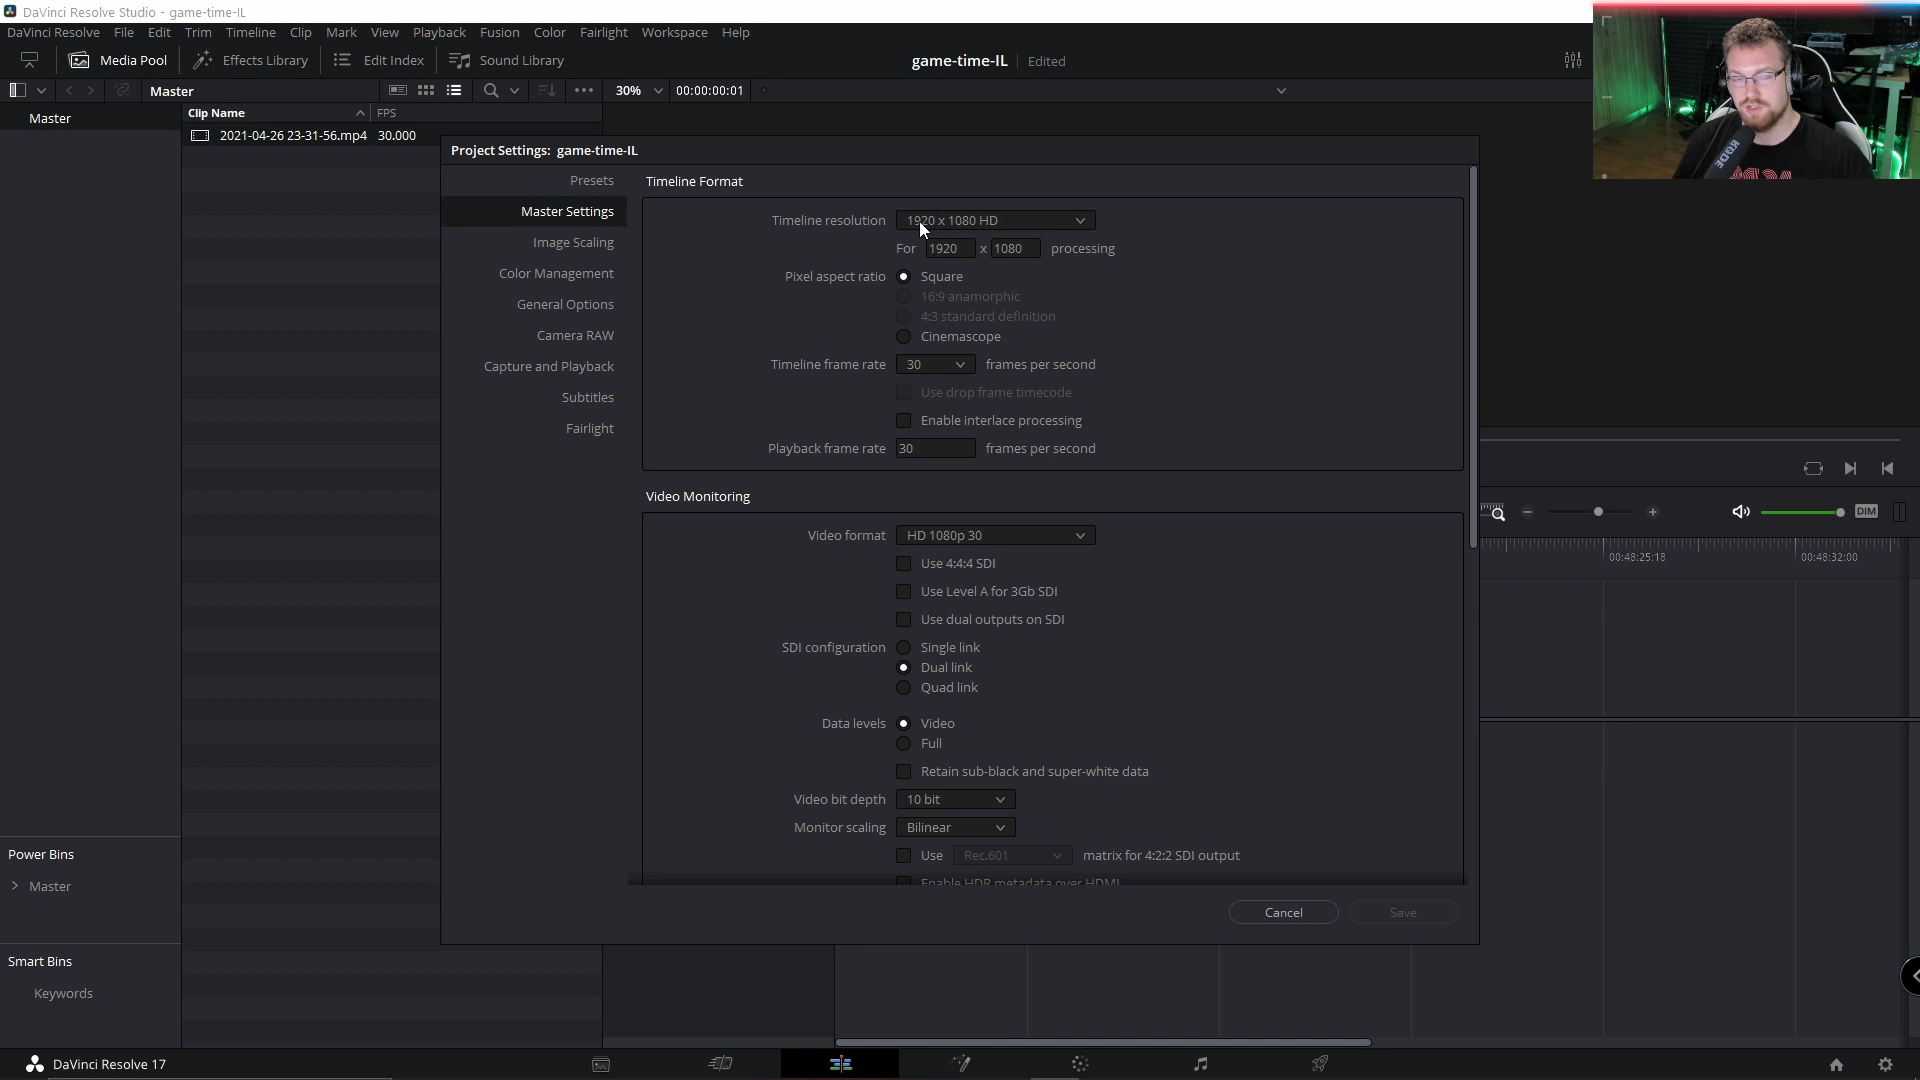 DaVinci Resolve Studio - game-time-IL
DaVinci Resolve File Edit Trim Timeline Clip Mark View Playback Fusion Color Fairlight Workspace Help
Media Pool Effects Library Edit Index Sound Library game-time-IL Edited
Master 30% 00:00:00:01
Master
Clip Name FPS
2021-04-26 23-31-56.mp4 30.000
Project Settings: game-time-IL
Presets
Master Settings
Image Scaling
Color Management
General Options
Camera RAW
Capture and Playback
Subtitles
Fairlight
Timeline Format
Timeline resolution 1920 x 1080 HD
For 1920 x 1080 processing
Pixel aspect ratio Square
16:9 anamorphic
4:3 standard definition
Cinemascope
Timeline frame rate 30 frames per second
Use drop frame timecode
Enable interlace processing
Playback frame rate 30 frames per second
Video Monitoring
Video format HD 1080p 30
Use 4:4:4 SDI
Use Level A for 3Gb SDI
Use dual outputs on SDI
SDI configuration Single link
Dual link
Quad link
Data levels Video
Full
Retain sub-black and super-white data
Video bit depth 10 bit
Monitor scaling Bilinear
Use Rec.601 matrix for 4:2:2 SDI output
Enable HDR metadata over HDMI
Cancel Save
DIM
00:48:25:18 00:48:32:00
RØDE
Power Bins
Master
Smart Bins
Keywords
DaVinci Resolve 17